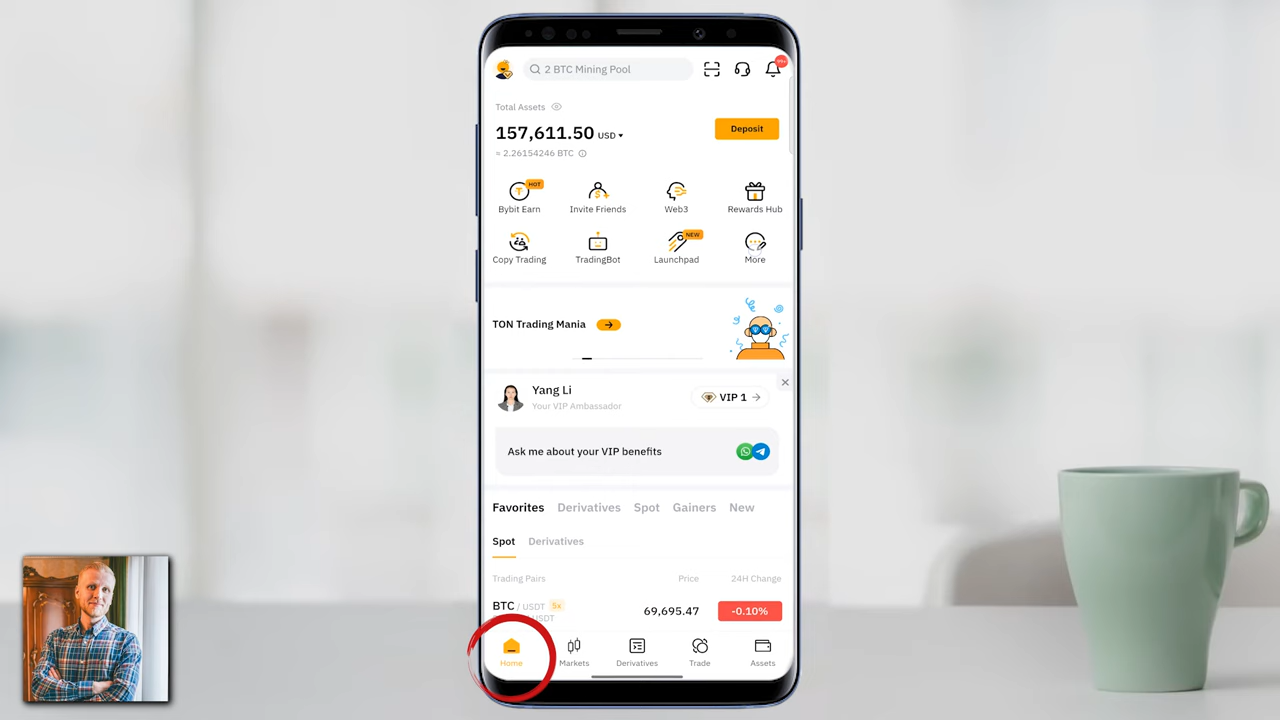 2 BTC Mining Pool
99+
Total Assets
157,611.50 USD
Deposit
≈ 2.26154246 BTC
HOT
Bybit Earn
Invite Friends
Web3
Rewards Hub
NEW
Copy Trading
TradingBot
Launchpad
More
TON Trading Mania
Yang Li
Your VIP Ambassador
VIP 1
Ask me about your VIP benefits
Favorites Derivatives Spot Gainers New
Spot Derivatives
Trading Pairs Price 24H Change
BTC / USDT 5x 69,695.47 -0.10%
USDT
Home Markets Derivatives Trade Assets